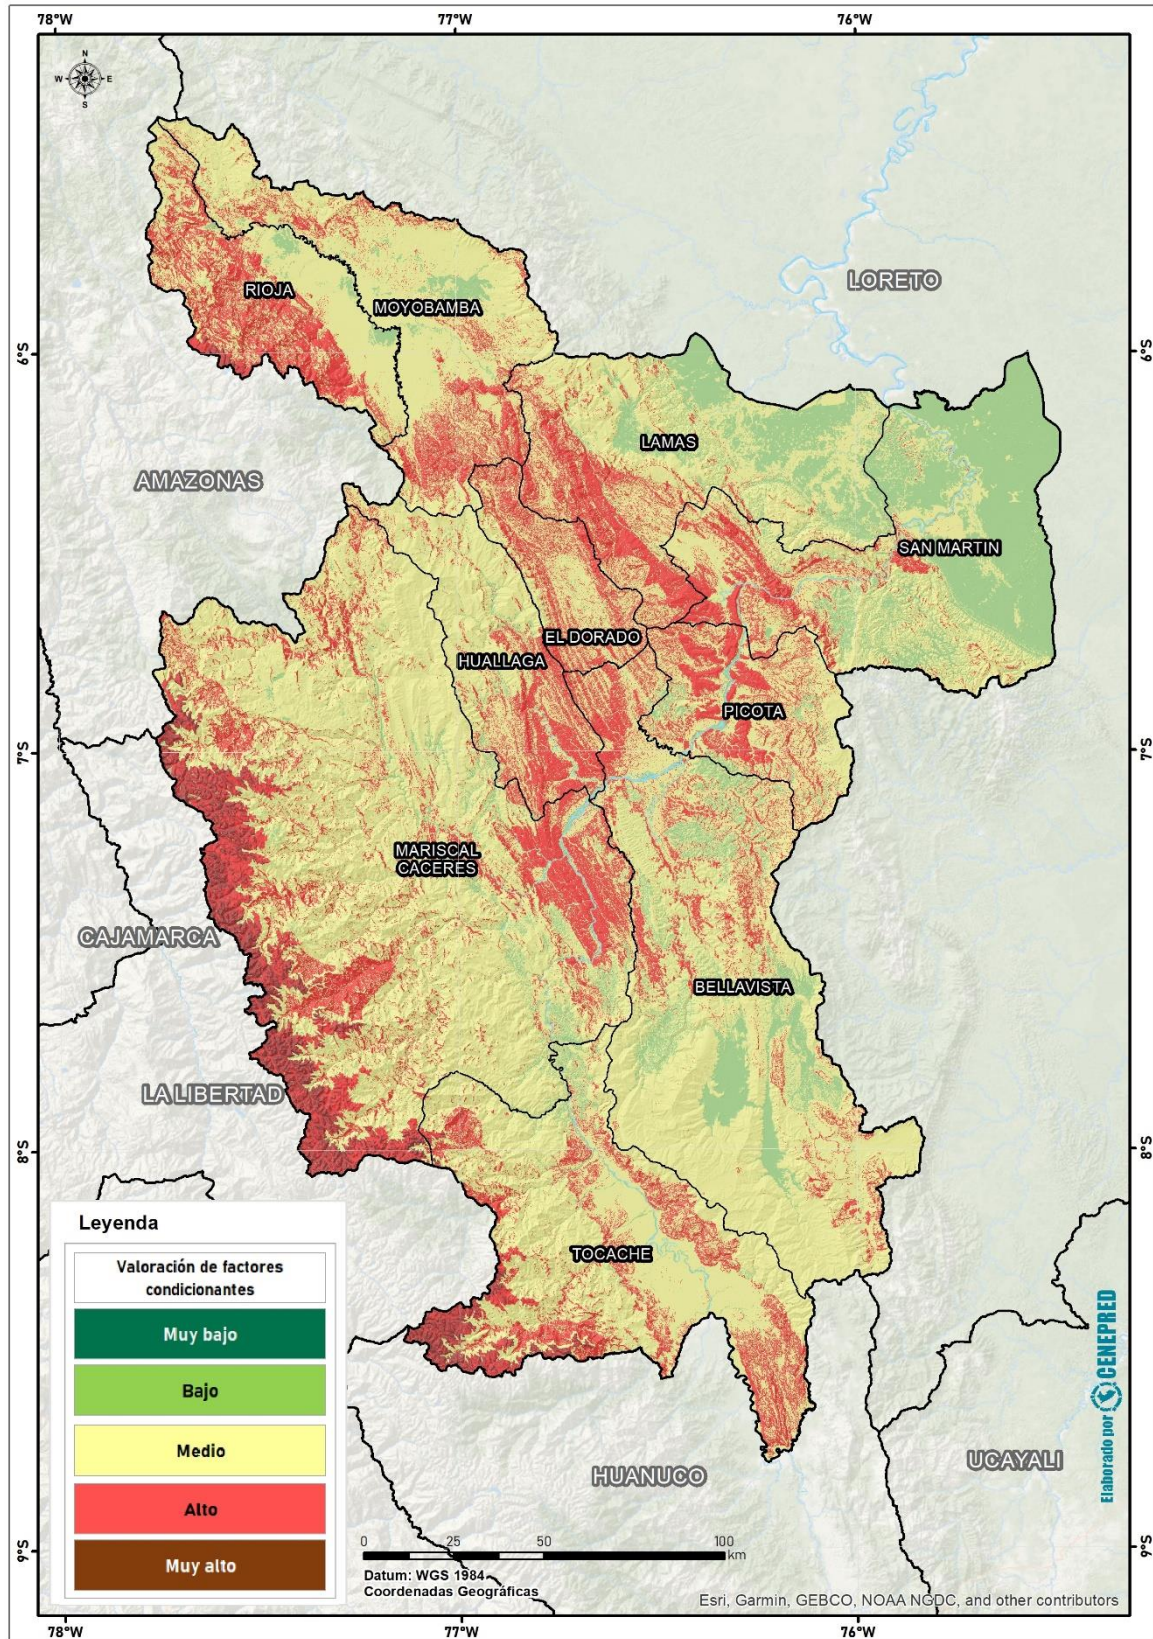 78°W
77°W
76°W
N
W
E
S
LORETO
RIOJA
MOYOBAMBA
6°S
6°S
LAMAS
AMAZONAS
SAN MARTIN
EL DORADO
HUALLAGA
PICOTA
7°S
7°S
MARISCAL
CACERES
CAJAMARCA
BELLAVISTA
LA LIBERTAD
8°S
8°S
TOCACHE
Leyenda
Valoración de factores
condicionantes
Muy bajo
Bajo
Medio
Alto
Muy alto
HUANUCO
UCAYALI
Elaborado por CENEPRED
0 25 50 100
km
Datum: WGS 1984
Coordenadas Geográficas
9°S
9°S
Esri, Garmin, GEBCO, NOAA NGDC, and other contributors
78°W
77°W
76°W